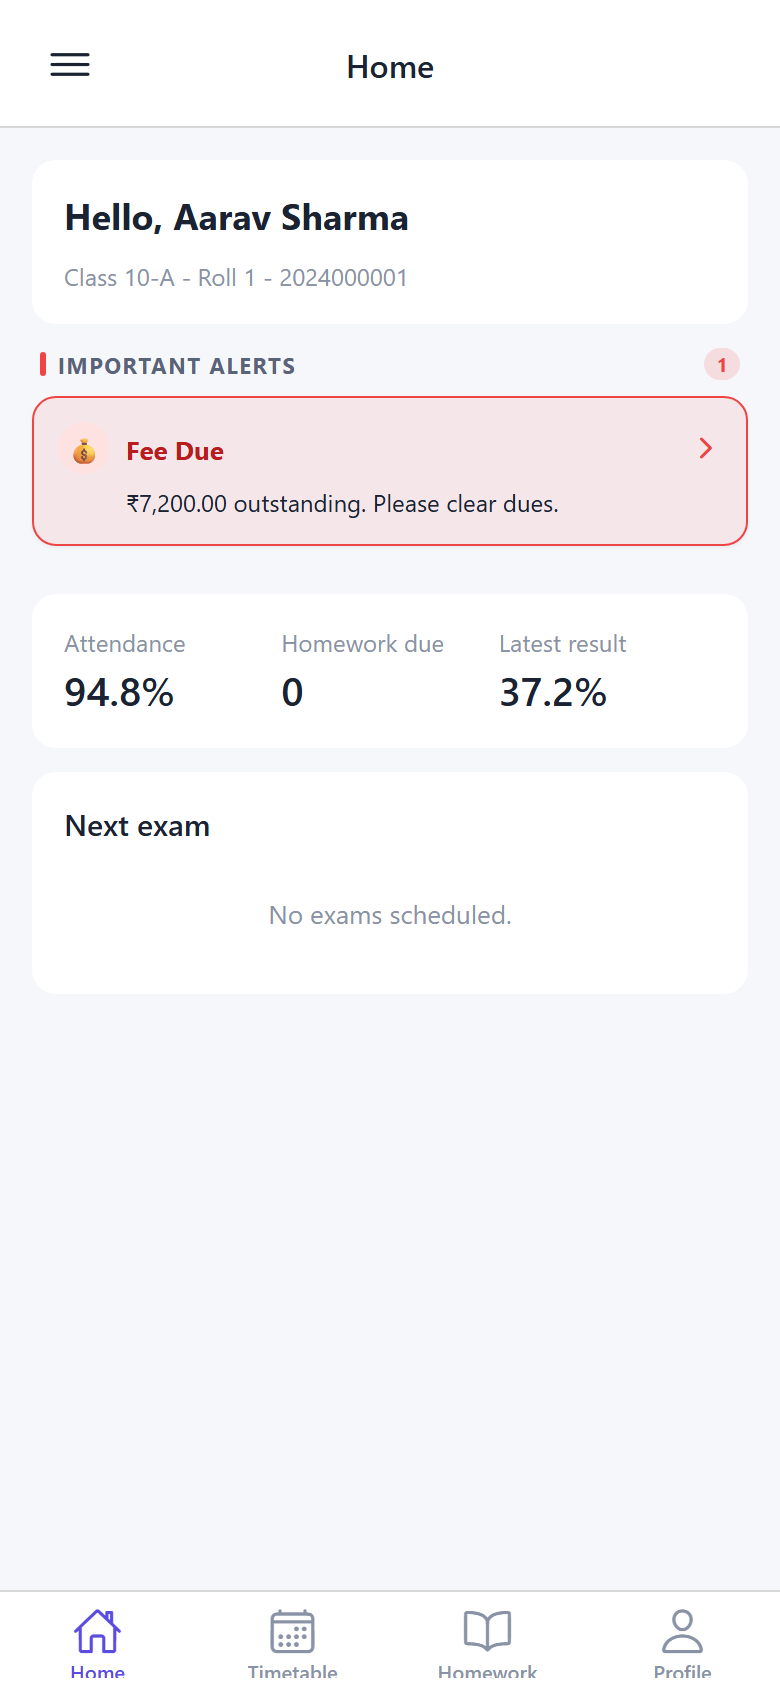 Home
Hello, Aarav Sharma
Class 10-A - Roll 1 - 2024000001
IMPORTANT ALERTS
1
Fee Due
₹7,200.00 outstanding. Please clear dues.
Attendance
Homework due
Latest result
94.8%
0
37.2%
Next exam
No exams scheduled.
Home
Timetable
Homework
Profile